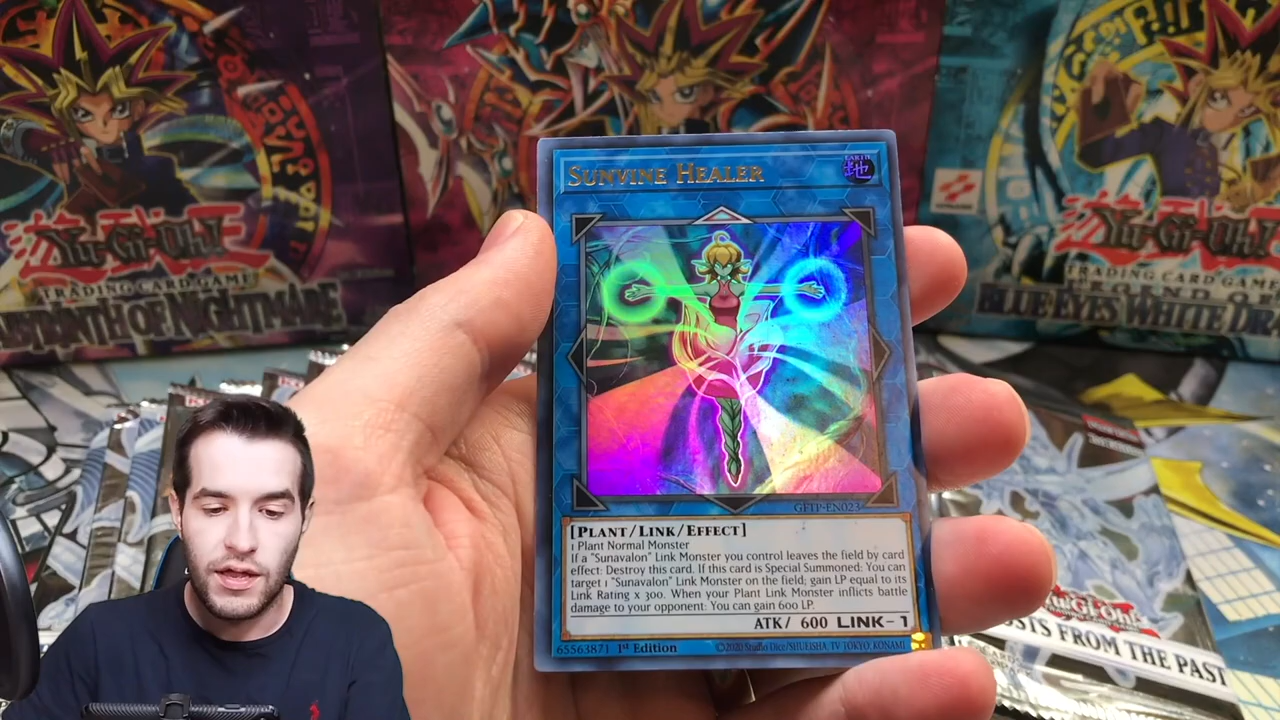 Yu-Gi-Oh!
TRADING CARD GAME
LABYRINTH OF NIGHTMARE
KONAMI
Yu-Gi-Oh!
TRADING CARD GAME
LEGEND OF
BLUE EYES WHITE DR
SUNVINE HEALER
EARTH
地
GFTP-EN023
[PLANT/LINK/EFFECT]
1 Plant Normal Monster
If a "Sunavalon" Link Monster you control leaves the field by card
effect: Destroy this card. If this card is Special Summoned: You can
target 1 "Sunavalon" Link Monster on the field; gain LP equal to its
Link Rating x 300. When your Plant Link Monster inflicts battle
damage to your opponent: You can gain 600 LP.
ATK/ 600 LINK-1
65563871 1st Edition ©2020 Studio Dice/SHUEISHA, TV TOKYO, KONAMI
Yu-Gi-Oh!
STS FROM THE PAST